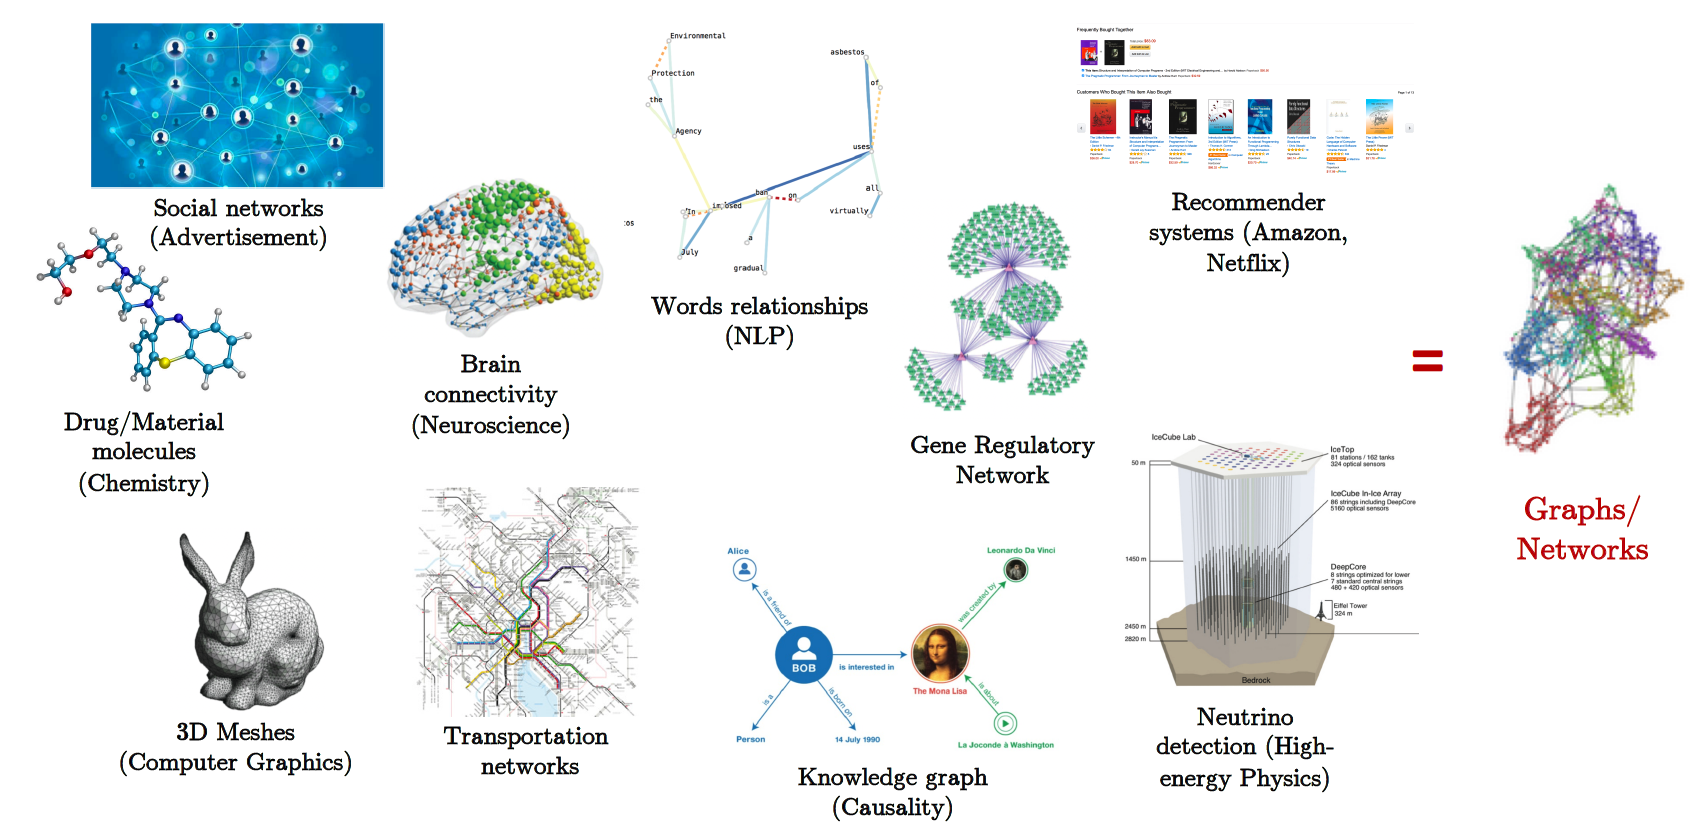 Social networks
(Advertisement)
Environmental
Protection
the
Agency
In
imposed
ban
on
a
July
gradual
asbestos
of
uses
all
virtually
os
Words relationships
(NLP)
Frequently Bought Together
Customers Who Bought This Item Also Bought
Recommender
systems (Amazon,
Netflix)
Drug/Material
molecules
(Chemistry)
Brain
connectivity
(Neuroscience)
Gene Regulatory
Network
=
Graphs/
Networks
3D Meshes
(Computer Graphics)
Transportation
networks
Alice
is a friend of
BOB
is a
Person
is born on
14 July 1990
is interested in
Leonardo Da Vinci
was created by
The Mona Lisa
is about
La Joconde à Washington
Knowledge graph
(Causality)
IceCube Lab
IceTop
81 stations / 162 tanks
324 optical sensors
50 m
IceCube In-Ice Array
86 strings including DeepCore
5160 optical sensors
1450 m
DeepCore
8 strings optimized for lower
7 standard central strings
480 + 420 optical sensors
Eiffel Tower
324 m
2450 m
2820 m
Bedrock
Neutrino
detection (High-
energy Physics)